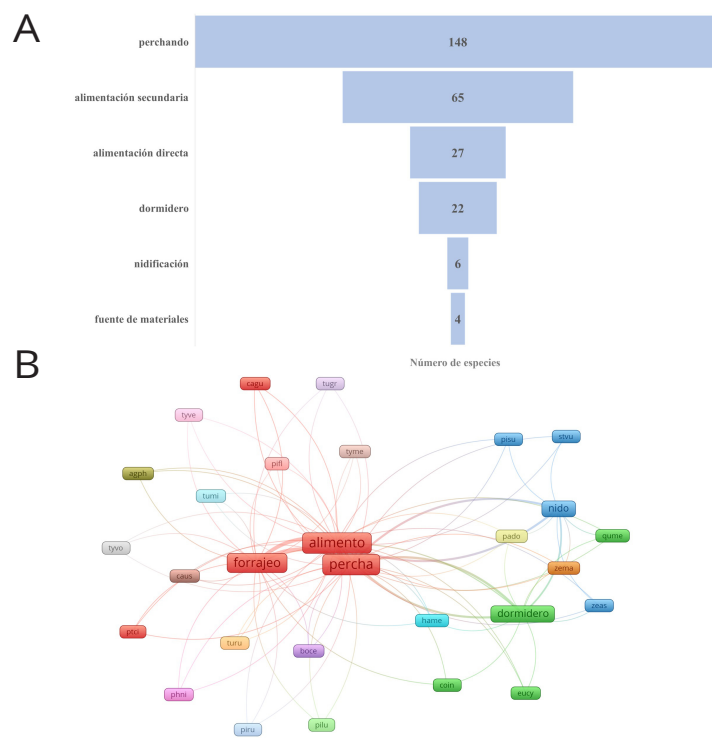 A
perchando 148
alimentación secundaria 65
alimentación directa 27
dormidero 22
nidificación 6
fuente de materiales 4
Número de especies
B
cagu
tugr
tyve
stvu
pisu
tyme
pifl
agph
tumi
nido
qume
pado
alimento
tyvo
forrajeo
percha
zema
caus
zeas
dormidero
hame
ptci
turu
boce
coin
eucy
phni
pilu
piru